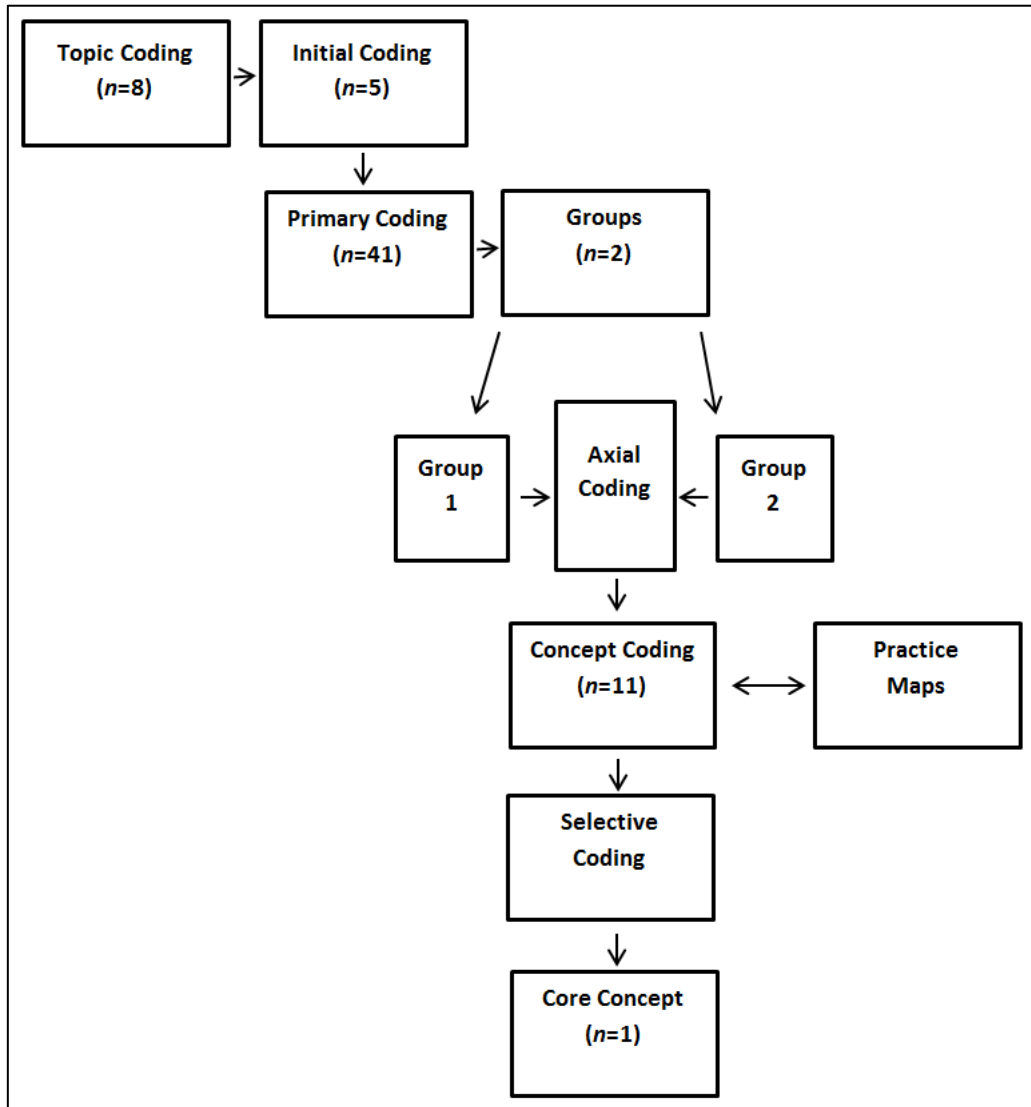 Topic Coding
(n=8)
Initial Coding
(n=5)
Primary Coding
(n=41)
Groups
(n=2)
Group
1
Axial
Coding
Group
2
Concept Coding
(n=11)
Practice
Maps
Selective
Coding
Core Concept
(n=1)